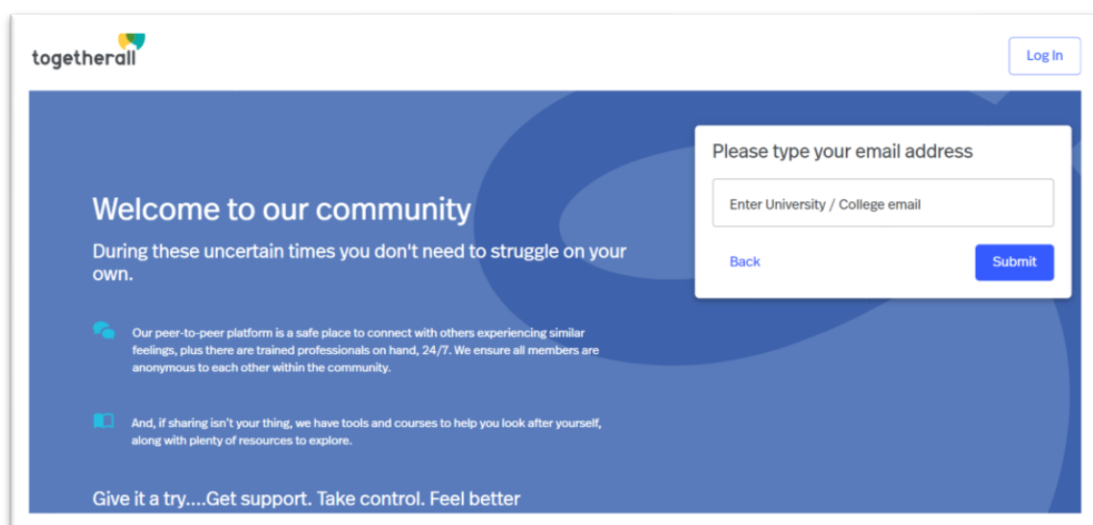 togetherall
Log In
Please type your email address
Enter University / College email
Back
Submit
Welcome to our community
During these uncertain times you don't need to struggle on your
own.
Our peer-to-peer platform is a safe place to connect with others experiencing similar
feelings, plus there are trained professionals on hand, 24/7. We ensure all members are
anonymous to each other within the community.
And, if sharing isn't your thing, we have tools and courses to help you look after yourself,
along with plenty of resources to explore.
Give it a try....Get support. Take control. Feel better